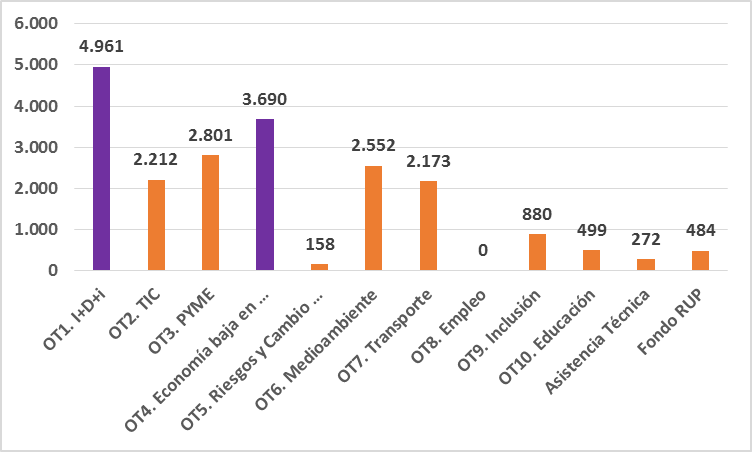 6.000
5.000
4.000
3.000
2.000
1.000
0
4.961
2.212
2.801
3.690
158
2.552
2.173
0
880
499
272
484
OT1. I+D+i
OT2. TIC
OT3. PYME
OT4. Economía baja en ...
OT5. Riesgos y Cambio ...
OT6. Medioambiente
OT7. Transporte
OT8. Empleo
OT9. Inclusión
OT10. Educación
Asistencia Técnica
Fondo RUP